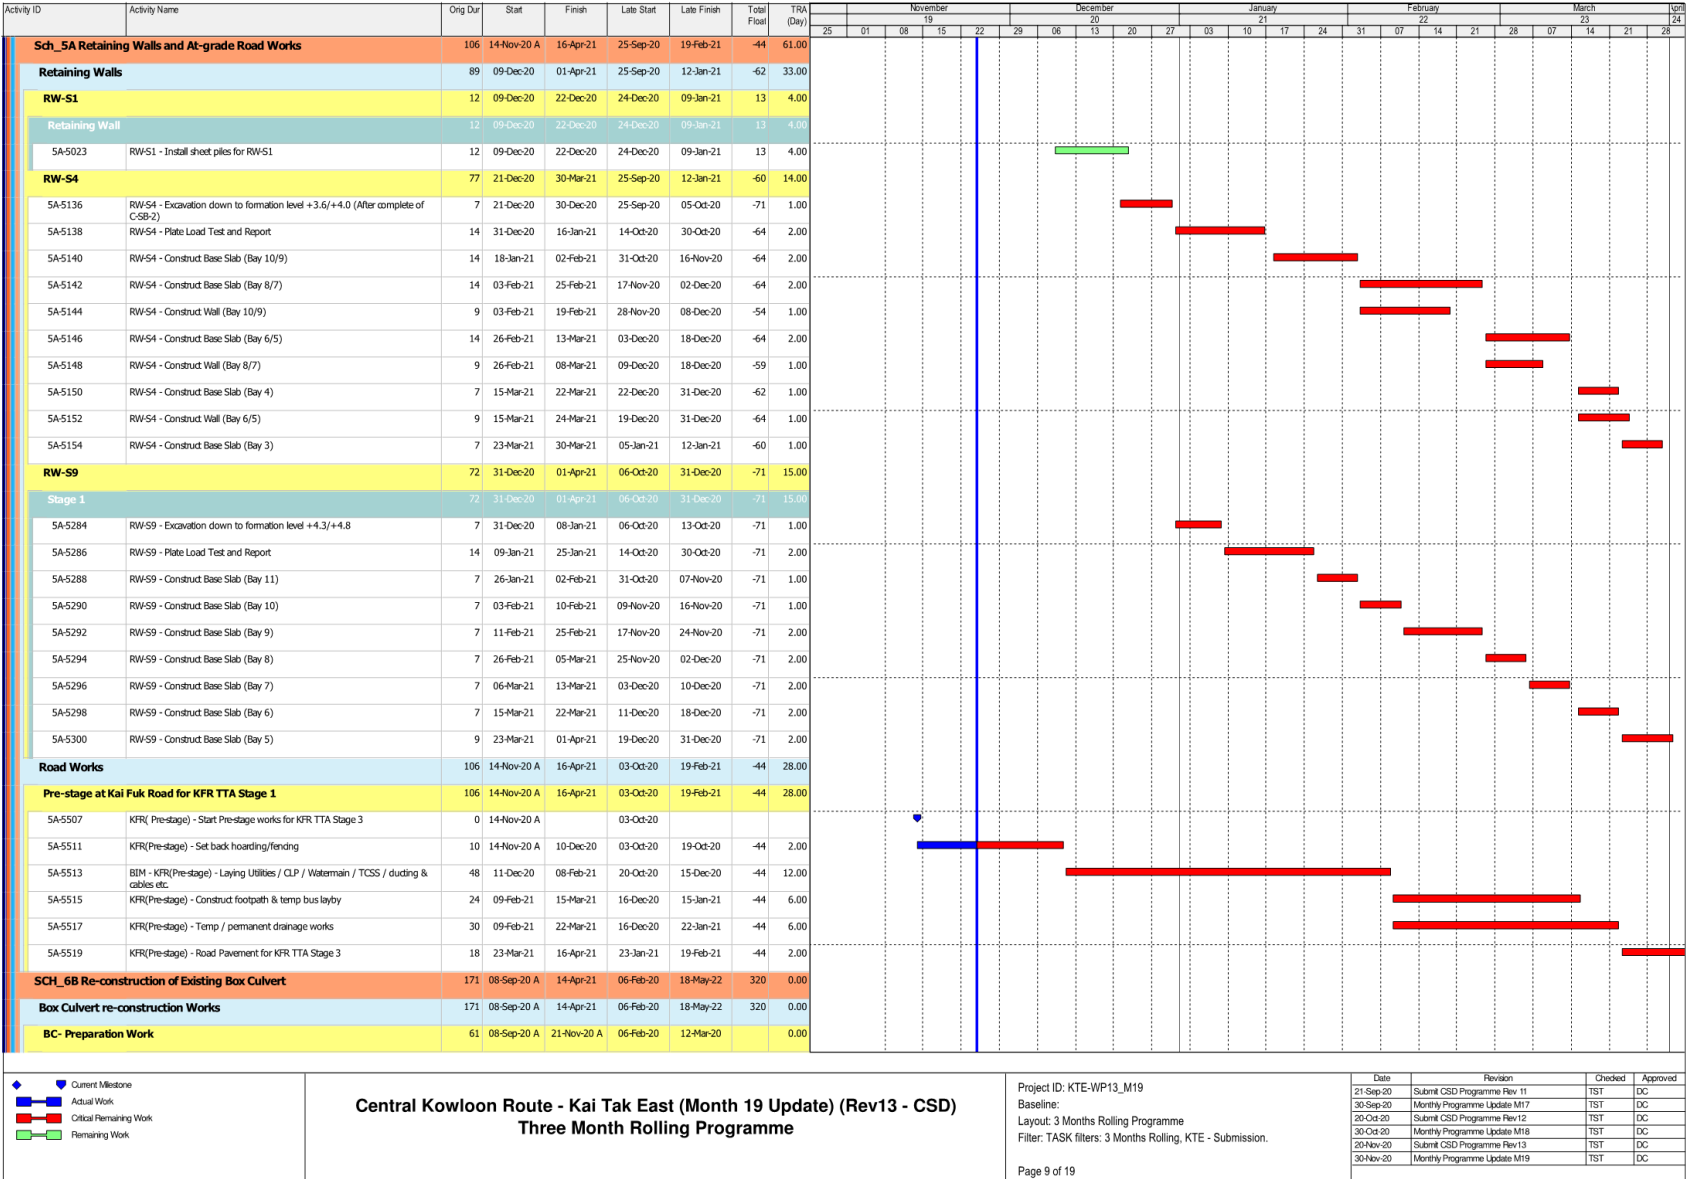 Activity ID Activity Name Orig Dur Start Finish Late Start Late Finish Total Float TRA (Day)
November December January February March April
19 20 21 22 23 24
25 01 08 15 22 29 06 13 20 27 03 10 17 24 31 07 14 21 28 07 14 21 28
Sch_5A Retaining Walls and At-grade Road Works 106 14-Nov-20 A 16-Apr-21 25-Sep-20 19-Feb-21 -44 61.00
Retaining Walls 89 09-Dec-20 01-Apr-21 25-Sep-20 12-Jan-21 -62 33.00
RW-S1 12 09-Dec-20 22-Dec-20 24-Dec-20 09-Jan-21 13 4.00
Retaining Wall 12 09-Dec-20 22-Dec-20 24-Dec-20 09-Jan-21 13 4.00
5A-5023 RW-S1 - Install sheet piles for RW-S1 12 09-Dec-20 22-Dec-20 24-Dec-20 09-Jan-21 13 4.00
RW-S4 77 21-Dec-20 30-Mar-21 25-Sep-20 12-Jan-21 -60 14.00
5A-5136 RW-S4 - Excavation down to formation level +3.6/+4.0 (After complete of 7 21-Dec-20 30-Dec-20 25-Sep-20 05-Oct-20 -71 1.00
C-SB-2)
5A-5138 RW-S4 - Plate Load Test and Report 14 31-Dec-20 16-Jan-21 14-Oct-20 30-Oct-20 -64 2.00
5A-5140 RW-S4 - Construct Base Slab (Bay 10/9) 14 18-Jan-21 02-Feb-21 31-Oct-20 16-Nov-20 -64 2.00
5A-5142 RW-S4 - Construct Base Slab (Bay 8/7) 14 03-Feb-21 25-Feb-21 17-Nov-20 02-Dec-20 -64 2.00
5A-5144 RW-S4 - Construct Wall (Bay 10/9) 9 03-Feb-21 19-Feb-21 28-Nov-20 08-Dec-20 -54 1.00
5A-5146 RW-S4 - Construct Base Slab (Bay 6/5) 14 26-Feb-21 13-Mar-21 03-Dec-20 18-Dec-20 -64 2.00
5A-5148 RW-S4 - Construct Wall (Bay 8/7) 9 26-Feb-21 08-Mar-21 09-Dec-20 18-Dec-20 -59 1.00
5A-5150 RW-S4 - Construct Base Slab (Bay 4) 7 15-Mar-21 22-Mar-21 22-Dec-20 31-Dec-20 -62 1.00
5A-5152 RW-S4 - Construct Wall (Bay 6/5) 9 15-Mar-21 24-Mar-21 19-Dec-20 31-Dec-20 -64 1.00
5A-5154 RW-S4 - Construct Base Slab (Bay 3) 7 23-Mar-21 30-Mar-21 05-Jan-21 12-Jan-21 -60 1.00
RW-S9 72 31-Dec-20 01-Apr-21 06-Oct-20 31-Dec-20 -71 15.00
Stage 1 72 31-Dec-20 01-Apr-21 06-Oct-20 31-Dec-20 -71 15.00
5A-5284 RW-S9 - Excavation down to formation level +4.3/+4.8 7 31-Dec-20 08-Jan-21 06-Oct-20 13-Oct-20 -71 1.00
5A-5286 RW-S9 - Plate Load Test and Report 14 09-Jan-21 25-Jan-21 14-Oct-20 30-Oct-20 -71 2.00
5A-5288 RW-S9 - Construct Base Slab (Bay 11) 7 26-Jan-21 02-Feb-21 31-Oct-20 07-Nov-20 -71 1.00
5A-5290 RW-S9 - Construct Base Slab (Bay 10) 7 03-Feb-21 10-Feb-21 09-Nov-20 16-Nov-20 -71 1.00
5A-5292 RW-S9 - Construct Base Slab (Bay 9) 7 11-Feb-21 25-Feb-21 17-Nov-20 24-Nov-20 -71 2.00
5A-5294 RW-S9 - Construct Base Slab (Bay 8) 7 26-Feb-21 05-Mar-21 25-Nov-20 02-Dec-20 -71 2.00
5A-5296 RW-S9 - Construct Base Slab (Bay 7) 7 06-Mar-21 13-Mar-21 03-Dec-20 10-Dec-20 -71 2.00
5A-5298 RW-S9 - Construct Base Slab (Bay 6) 7 15-Mar-21 22-Mar-21 11-Dec-20 18-Dec-20 -71 2.00
5A-5300 RW-S9 - Construct Base Slab (Bay 5) 9 23-Mar-21 01-Apr-21 19-Dec-20 31-Dec-20 -71 2.00
Road Works 106 14-Nov-20 A 16-Apr-21 03-Oct-20 19-Feb-21 -44 28.00
Pre-stage at Kai Fuk Road for KFR TTA Stage 1 106 14-Nov-20 A 16-Apr-21 03-Oct-20 19-Feb-21 -44 28.00
5A-5507 KFR( Pre-stage) - Start Pre-stage works for KFR TTA Stage 3 0 14-Nov-20 A 03-Oct-20
5A-5511 KFR(Pre-stage) - Set back hoarding/fencing 10 14-Nov-20 A 10-Dec-20 03-Oct-20 19-Oct-20 -44 2.00
5A-5513 BIM - KFR(Pre-stage) - Laying Utilities / CLP / Watermain / TCSS / ducting & 48 11-Dec-20 08-Feb-21 20-Oct-20 15-Dec-20 -44 12.00
cables etc.
5A-5515 KFR(Pre-stage) - Construct footpath & temp bus layby 24 09-Feb-21 15-Mar-21 16-Dec-20 15-Jan-21 -44 6.00
5A-5517 KFR(Pre-stage) - Temp / permanent drainage works 30 09-Feb-21 22-Mar-21 16-Dec-20 22-Jan-21 -44 6.00
5A-5519 KFR(Pre-stage) - Road Pavement for KFR TTA Stage 3 18 23-Mar-21 16-Apr-21 23-Jan-21 19-Feb-21 -44 2.00
SCH_6B Re-construction of Existing Box Culvert 171 08-Sep-20 A 14-Apr-21 06-Feb-20 18-May-22 320 0.00
Box Culvert re-construction Works 171 08-Sep-20 A 14-Apr-21 06-Feb-20 18-May-22 320 0.00
BC- Preparation Work 61 08-Sep-20 A 21-Nov-20 A 06-Feb-20 12-Mar-20 0.00
Current Milestone
Actual Work
Critical Remaining Work
Remaining Work
Central Kowloon Route - Kai Tak East (Month 19 Update) (Rev13 - CSD)
Three Month Rolling Programme
Project ID: KTE-WP13_M19
Baseline:
Layout: 3 Months Rolling Programme
Filter: TASK filters: 3 Months Rolling, KTE - Submission.
Page 9 of 19
Date Revision Checked Approved
21-Sep-20 Submit CSD Programme Rev 11 TST DC
30-Sep-20 Monthly Programme Update M17 TST DC
20-Oct-20 Submit CSD Programme Rev12 TST DC
30-Oct-20 Monthly Programme Update M18 TST DC
20-Nov-20 Submit CSD Programme Rev13 TST DC
30-Nov-20 Monthly Programme Update M19 TST DC